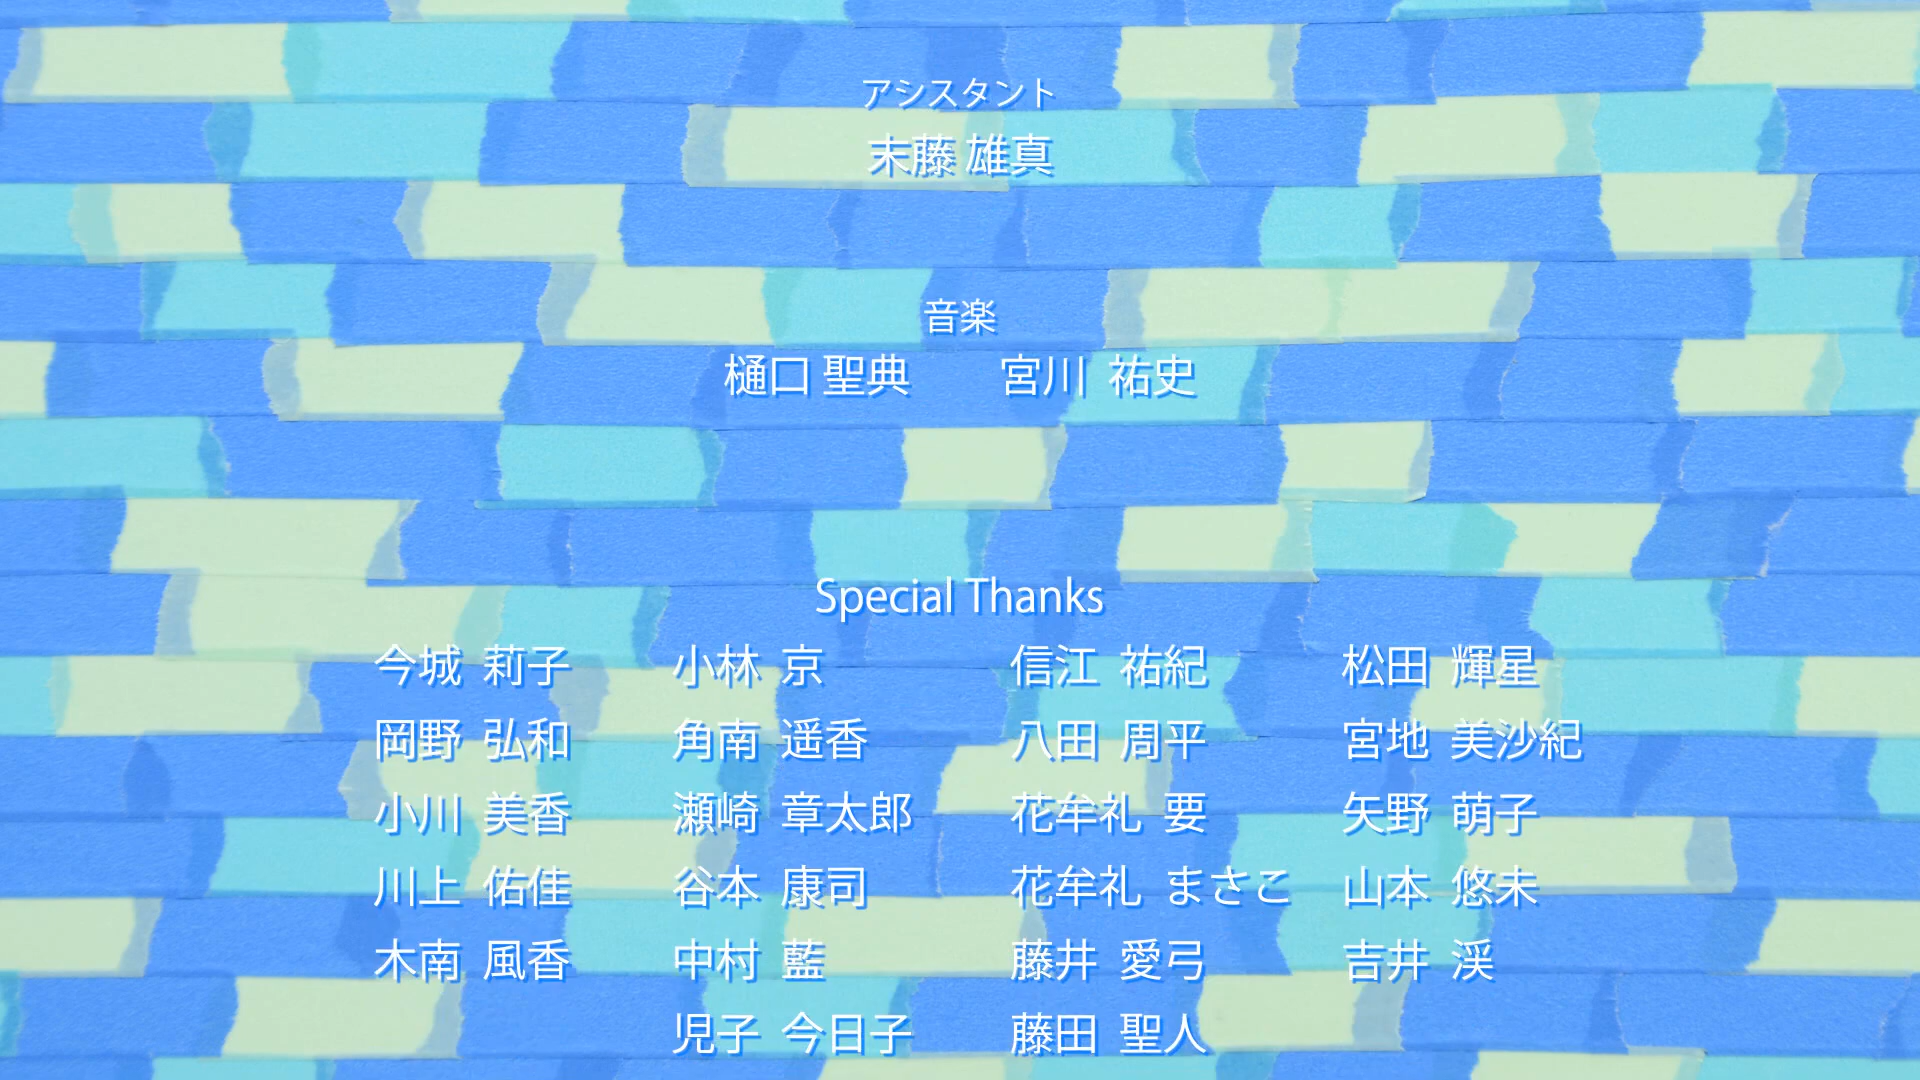 アシスタント
末藤 雄真
音楽
樋口 聖典 宮川 祐史
Special Thanks
今城 莉子 小林 京 信江 祐紀 松田 輝星
岡野 弘和 角南 遥香 八田 周平 宮地 美沙紀
小川 美香 瀬崎 章太郎 花牟礼 要 矢野 萌子
川上 佑佳 谷本 康司 花牟礼 まさこ 山本 悠未
木南 風香 中村 藍 藤井 愛弓 吉井 渓
児子 今日子 藤田 聖人